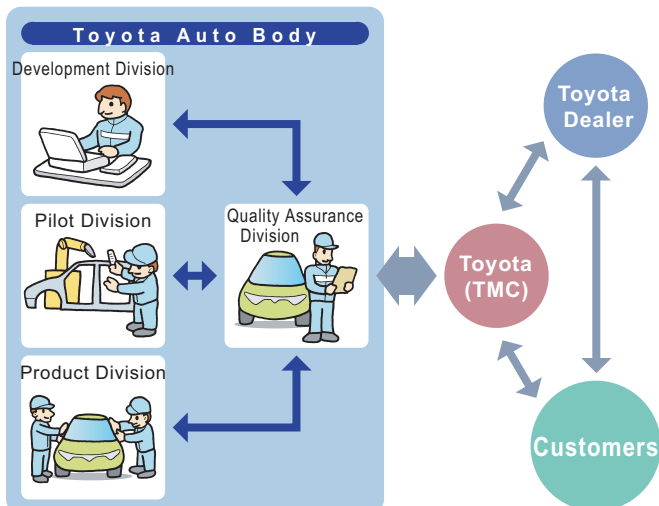 Toyota Auto Body
Development Division
Pilot Division
Quality Assurance
Division
Product Division
Toyota
Dealer
Toyota
(TMC)
Customers